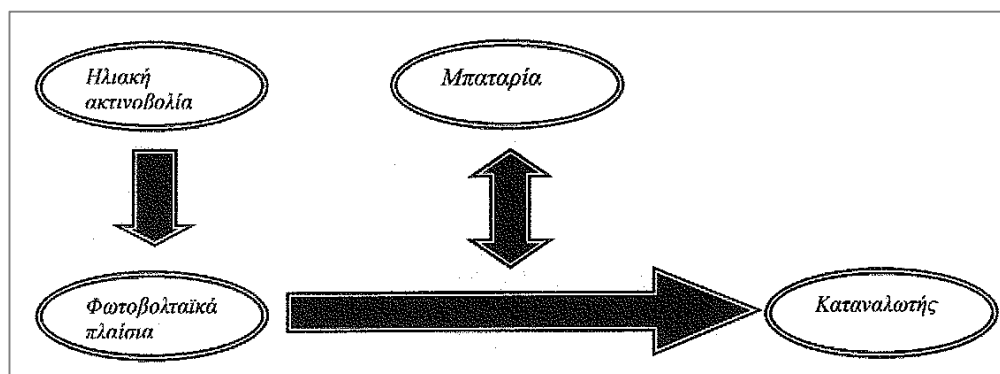 Ηλιακή
ακτινοβολία
Μπαταρία
Φωτοβολταϊκά
πλαίσια
Καταναλωτής